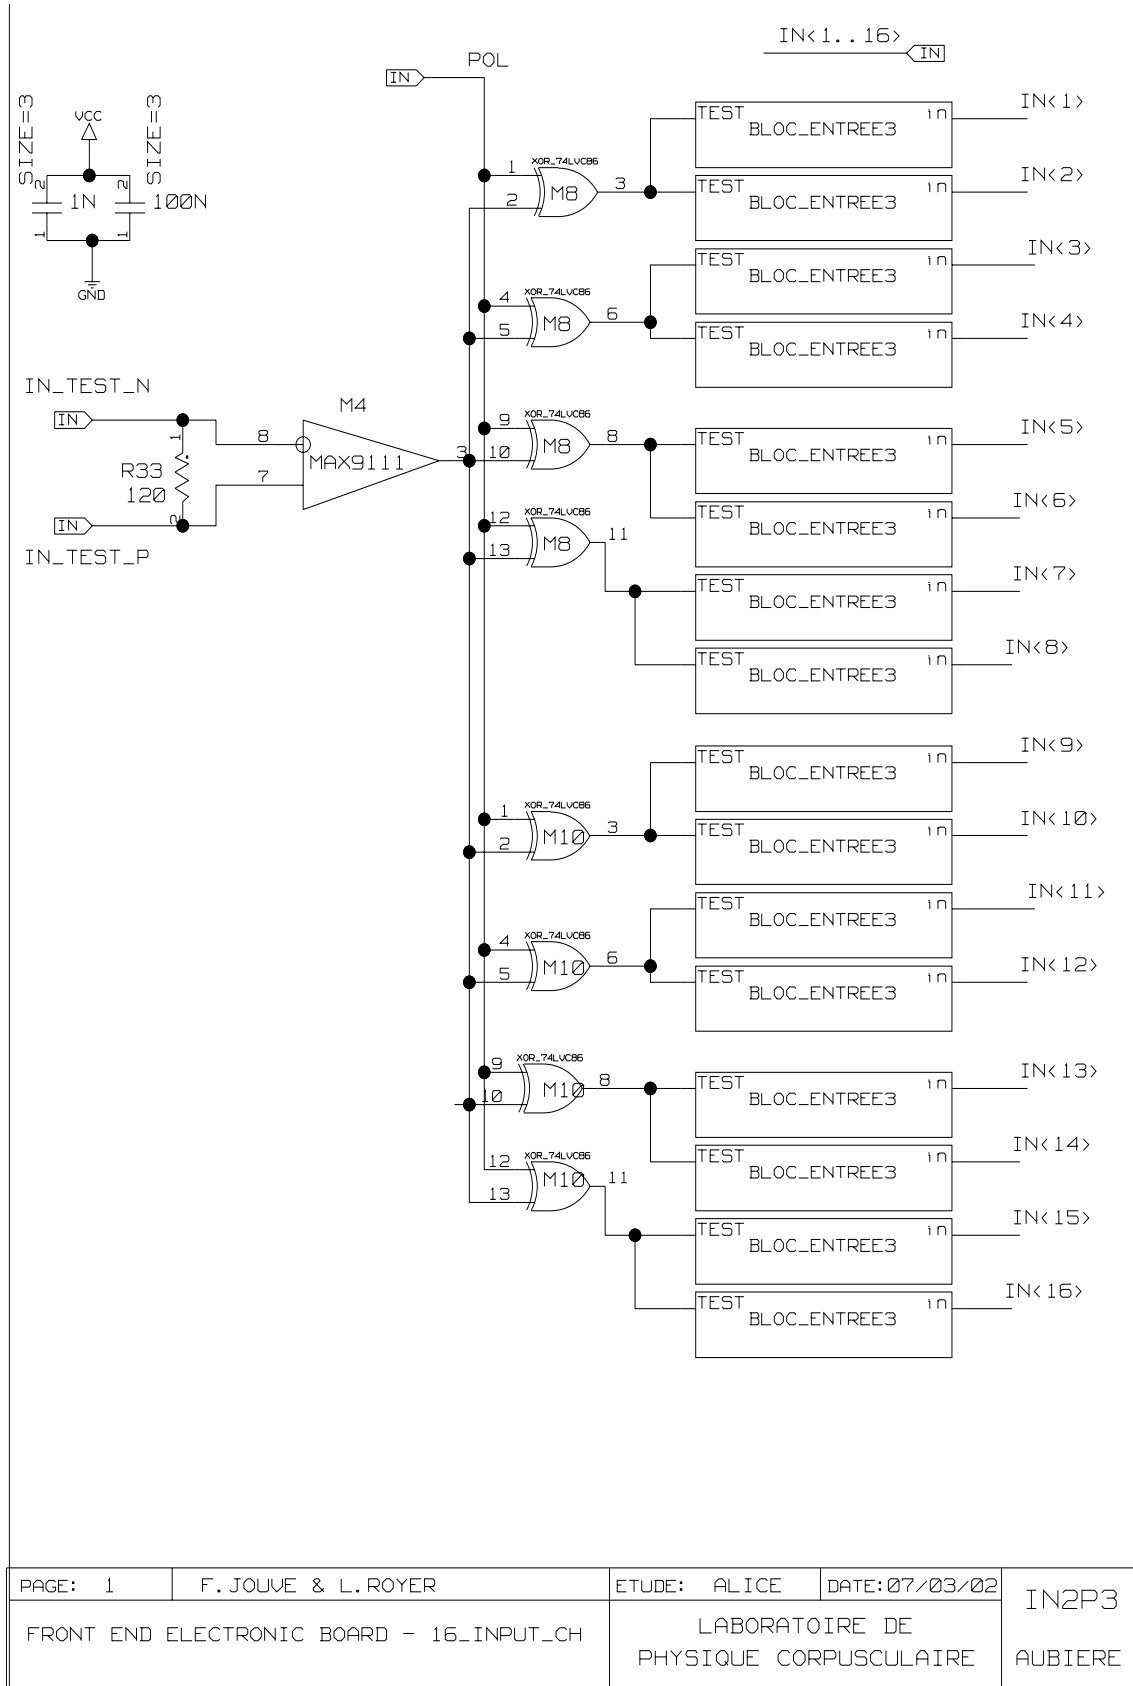 IN<1..16>
IN
POL
IN
SIZE=3
SIZE=3
VCC
2
2
1N
100N
1
1
GND
TEST
in
BLOC_ENTREE3
IN<1>
XOR_74LVC86
1
2
M8
3
TEST
in
BLOC_ENTREE3
IN<2>
TEST
in
BLOC_ENTREE3
IN<3>
XOR_74LVC86
4
5
M8
6
TEST
in
BLOC_ENTREE3
IN<4>
IN_TEST_N
IN
M4
8
7
MAX9111
3
1
R33
120
2
IN
IN_TEST_P
XOR_74LVC86
9
10
M8
8
TEST
in
BLOC_ENTREE3
IN<5>
TEST
in
BLOC_ENTREE3
IN<6>
XOR_74LVC86
12
13
M8
11
TEST
in
BLOC_ENTREE3
IN<7>
TEST
in
BLOC_ENTREE3
IN<8>
TEST
in
BLOC_ENTREE3
IN<9>
XOR_74LVC86
1
2
M10
3
TEST
in
BLOC_ENTREE3
IN<10>
TEST
in
BLOC_ENTREE3
IN<11>
XOR_74LVC86
4
5
M10
6
TEST
in
BLOC_ENTREE3
IN<12>
XOR_74LVC86
9
10
M10
8
TEST
in
BLOC_ENTREE3
IN<13>
TEST
in
BLOC_ENTREE3
IN<14>
XOR_74LVC86
12
13
M10
11
TEST
in
BLOC_ENTREE3
IN<15>
TEST
in
BLOC_ENTREE3
IN<16>
PAGE: 1
F.JOUVE & L.ROYER
ETUDE: ALICE
DATE:07/03/02
IN2P3
FRONT END ELECTRONIC BOARD - 16_INPUT_CH
LABORATOIRE DE
PHYSIQUE CORPUSCULAIRE
AUBIERE